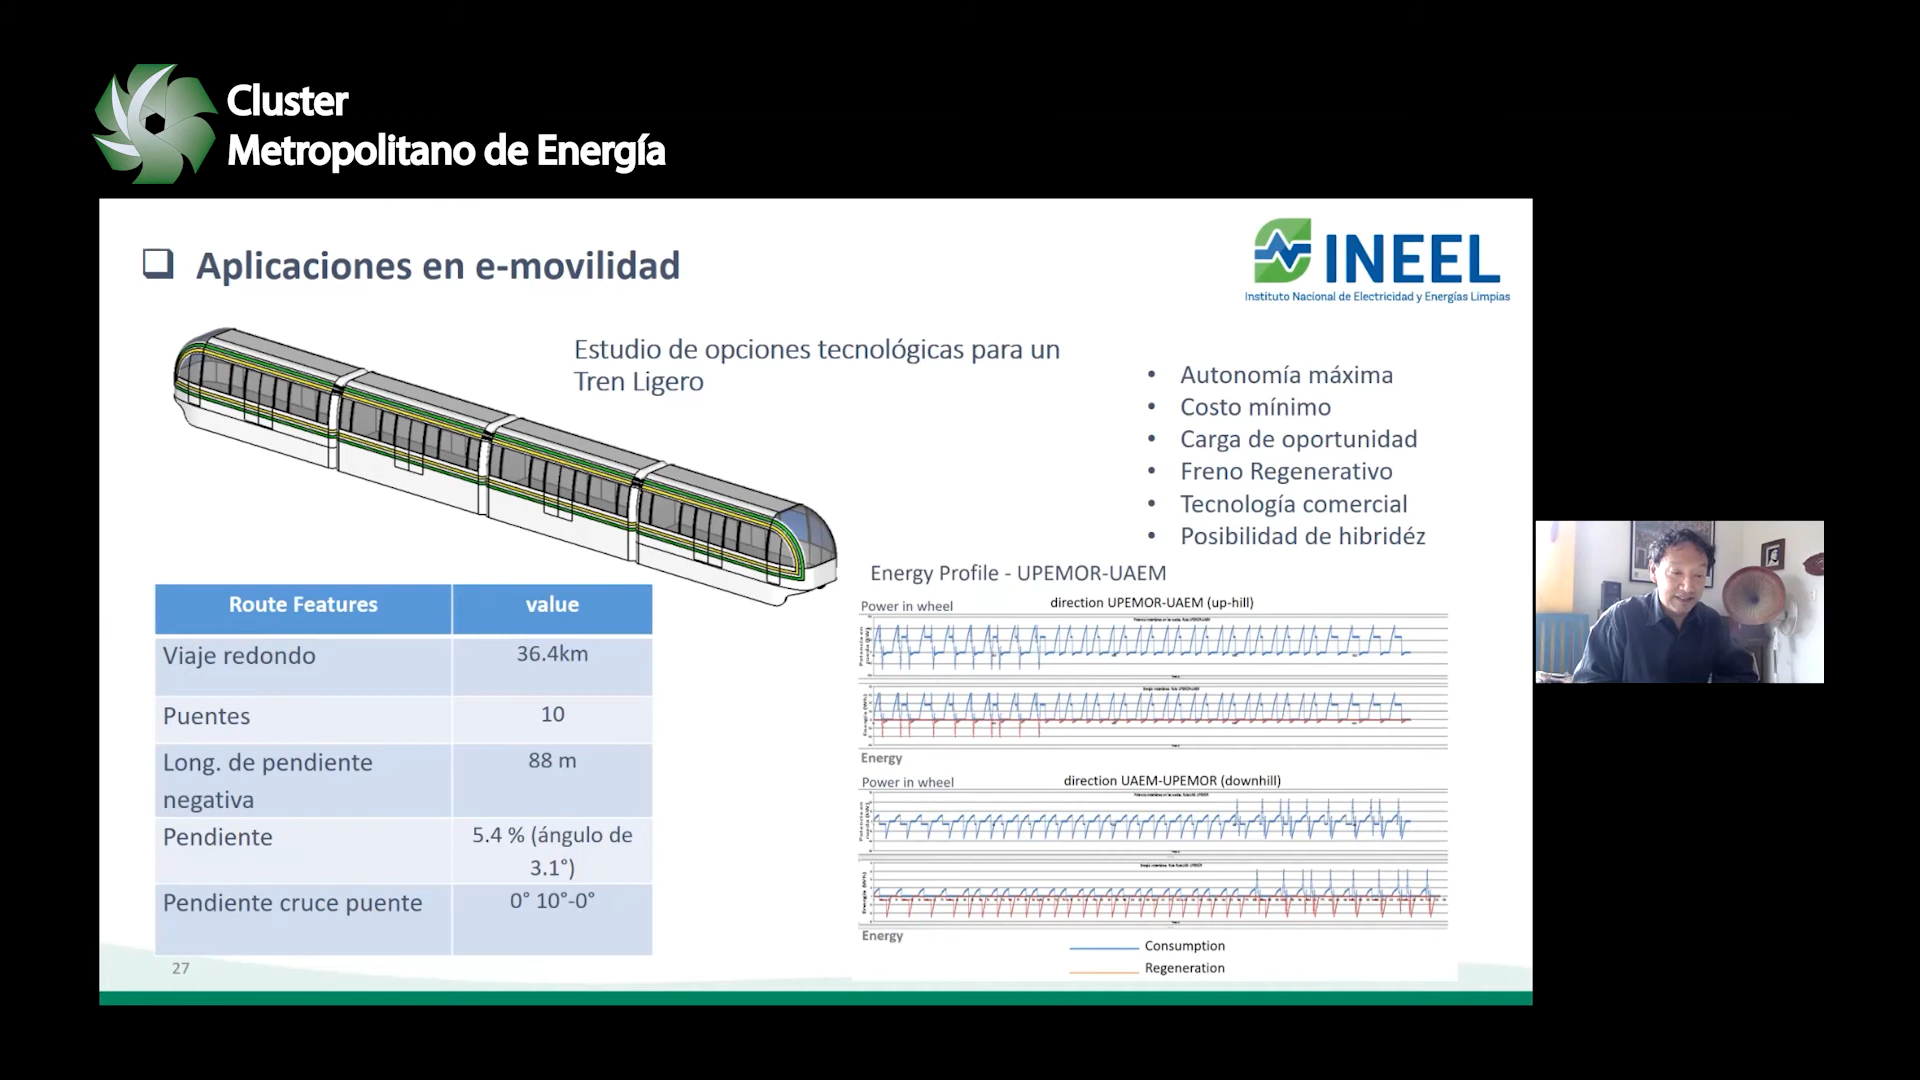 Cluster
Metropolitano de Energía
Aplicaciones en e-movilidad
INEEL
Instituto Nacional de Electricidad y Energías Limpias
Estudio de opciones tecnológicas para un
Tren Ligero
• Autonomía máxima
• Costo mínimo
• Carga de oportunidad
• Freno Regenerativo
• Tecnología comercial
• Posibilidad de hibridéz
Route Features value
Viaje redondo 36.4km
Puentes 10
Long. de pendiente 88 m
negativa
Pendiente 5.4 % (ángulo de
3.1°)
Pendiente cruce puente 0° 10°-0°
Energy Profile - UPEMOR-UAEM
Power in wheel direction UPEMOR-UAEM (up-hill)
Energy
Power in wheel direction UAEM-UPEMOR (downhill)
Energy
Consumption
Regeneration
27